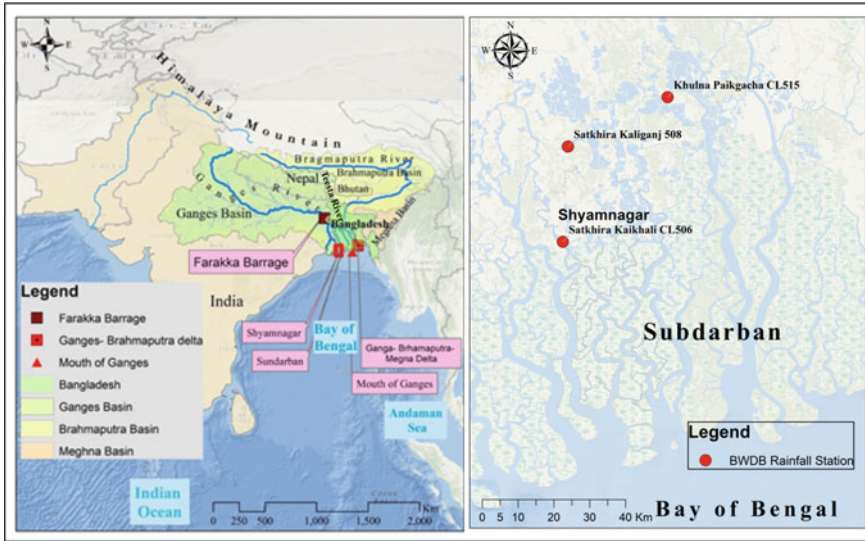 N
W E
S
Himalaya Mountain
Bragmaputra River
Nepal
Brahmaputra Basin
Bhutan
Ganges River
Teesta River
Ganges Basin
Bangladesh
Meghna Basin
Farakka Barrage
Legend
Farakka Barrage
Ganges- Brahmaputra delta
Mouth of Ganges
Bangladesh
Ganges Basin
Brahmaputra Basin
Meghna Basin
India
Shyamnagar
Sundarban
Bay of
Bengal
Ganga- Brhamaputra-
Megna Delta
Mouth of Ganges
Andaman
Sea
Indian
Ocean
0 250 500 1,000 1,500 2,000
Km
N
W E
S
Khulna Paikgacha CL515
Satkhira Kaliganj 508
Shyamnagar
Satkhira Kaikhali CL506
Subdarban
Legend
BWDB Rainfall Station
0 5 10 20 30 40 Km
Bay of Bengal